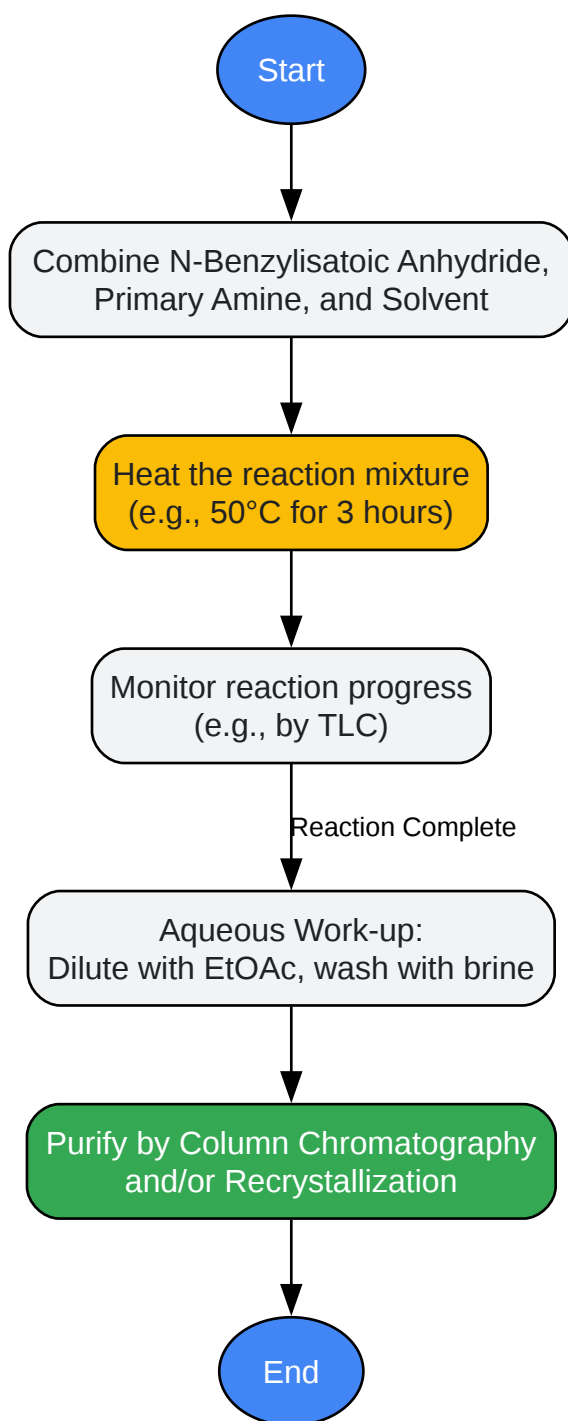 Start
Combine N-Benzylisatoic Anhydride,
Primary Amine, and Solvent
Heat the reaction mixture
(e.g., 50°C for 3 hours)
Monitor reaction progress
(e.g., by TLC)
Reaction Complete
Aqueous Work-up:
Dilute with EtOAc, wash with brine
Purify by Column Chromatography
and/or Recrystallization
End